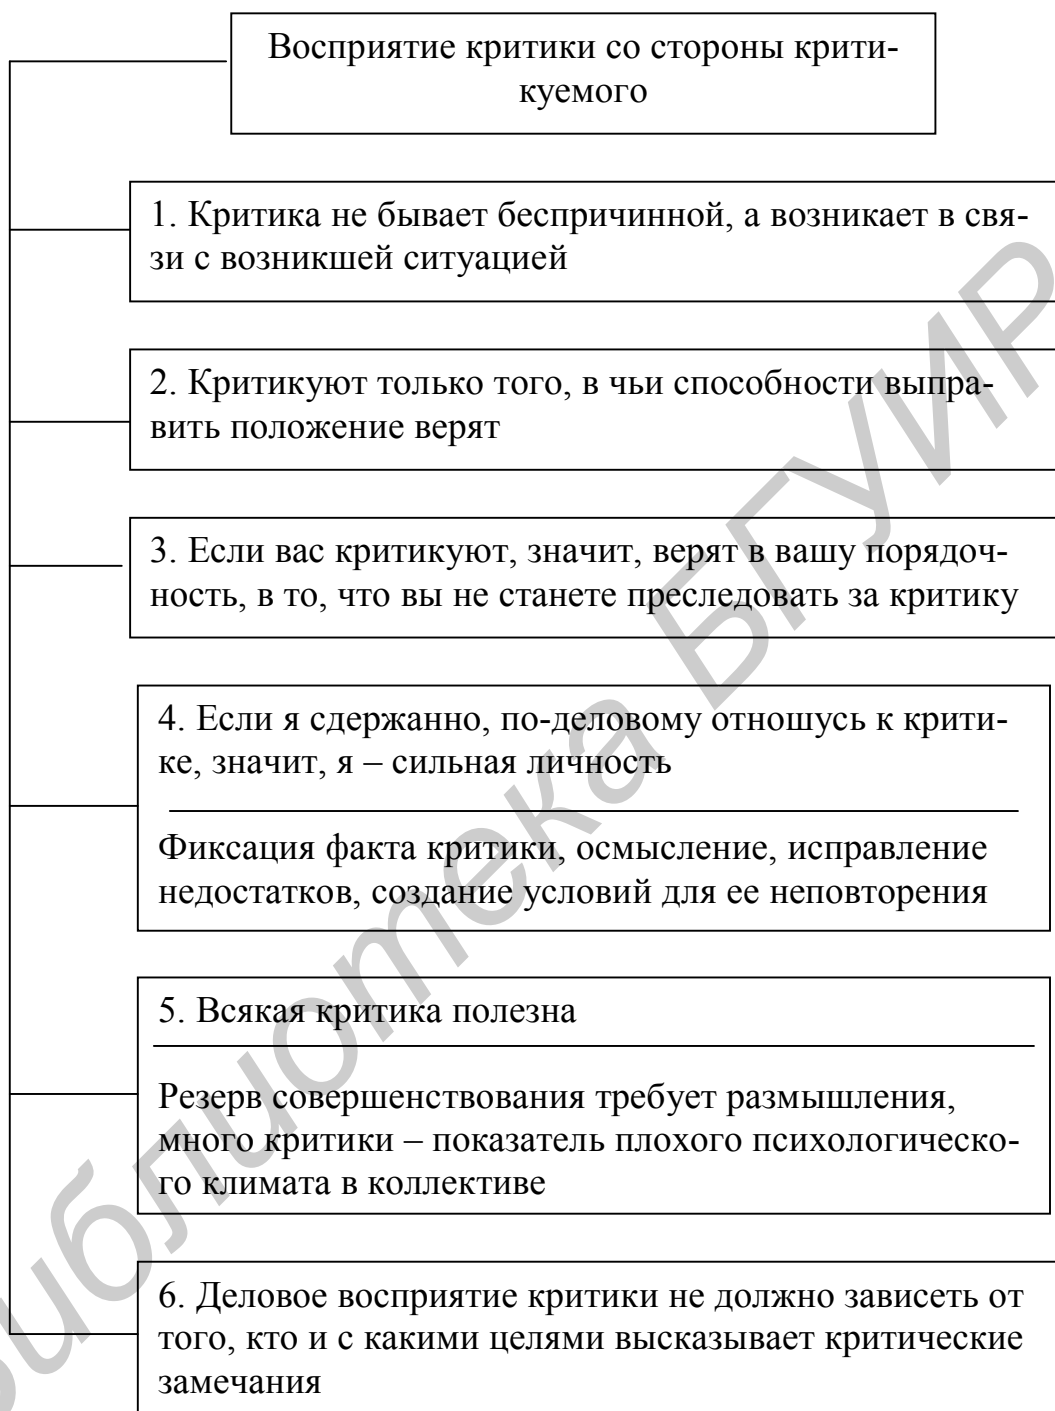 Восприятие критики со стороны крити-
куемого
1. Критика не бывает беспричинной, а возникает в свя-
зи с возникшей ситуацией
2. Критикуют только того, в чьи способности выпра-
вить положение верят
3. Если вас критикуют, значит, верят в вашу порядоч-
ность, в то, что вы не станете преследовать за критику
4. Если я сдержанно, по-деловому отношусь к крити-
ке, значит, я – сильная личность
Фиксация факта критики, осмысление, исправление
недостатков, создание условий для ее неповторения
5. Всякая критика полезна
Резерв совершенствования требует размышления,
много критики – показатель плохого психологическо-
го климата в коллективе
6. Деловое восприятие критики не должно зависеть от
того, кто и с какими целями высказывает критические
замечания
библиотека БГУИР